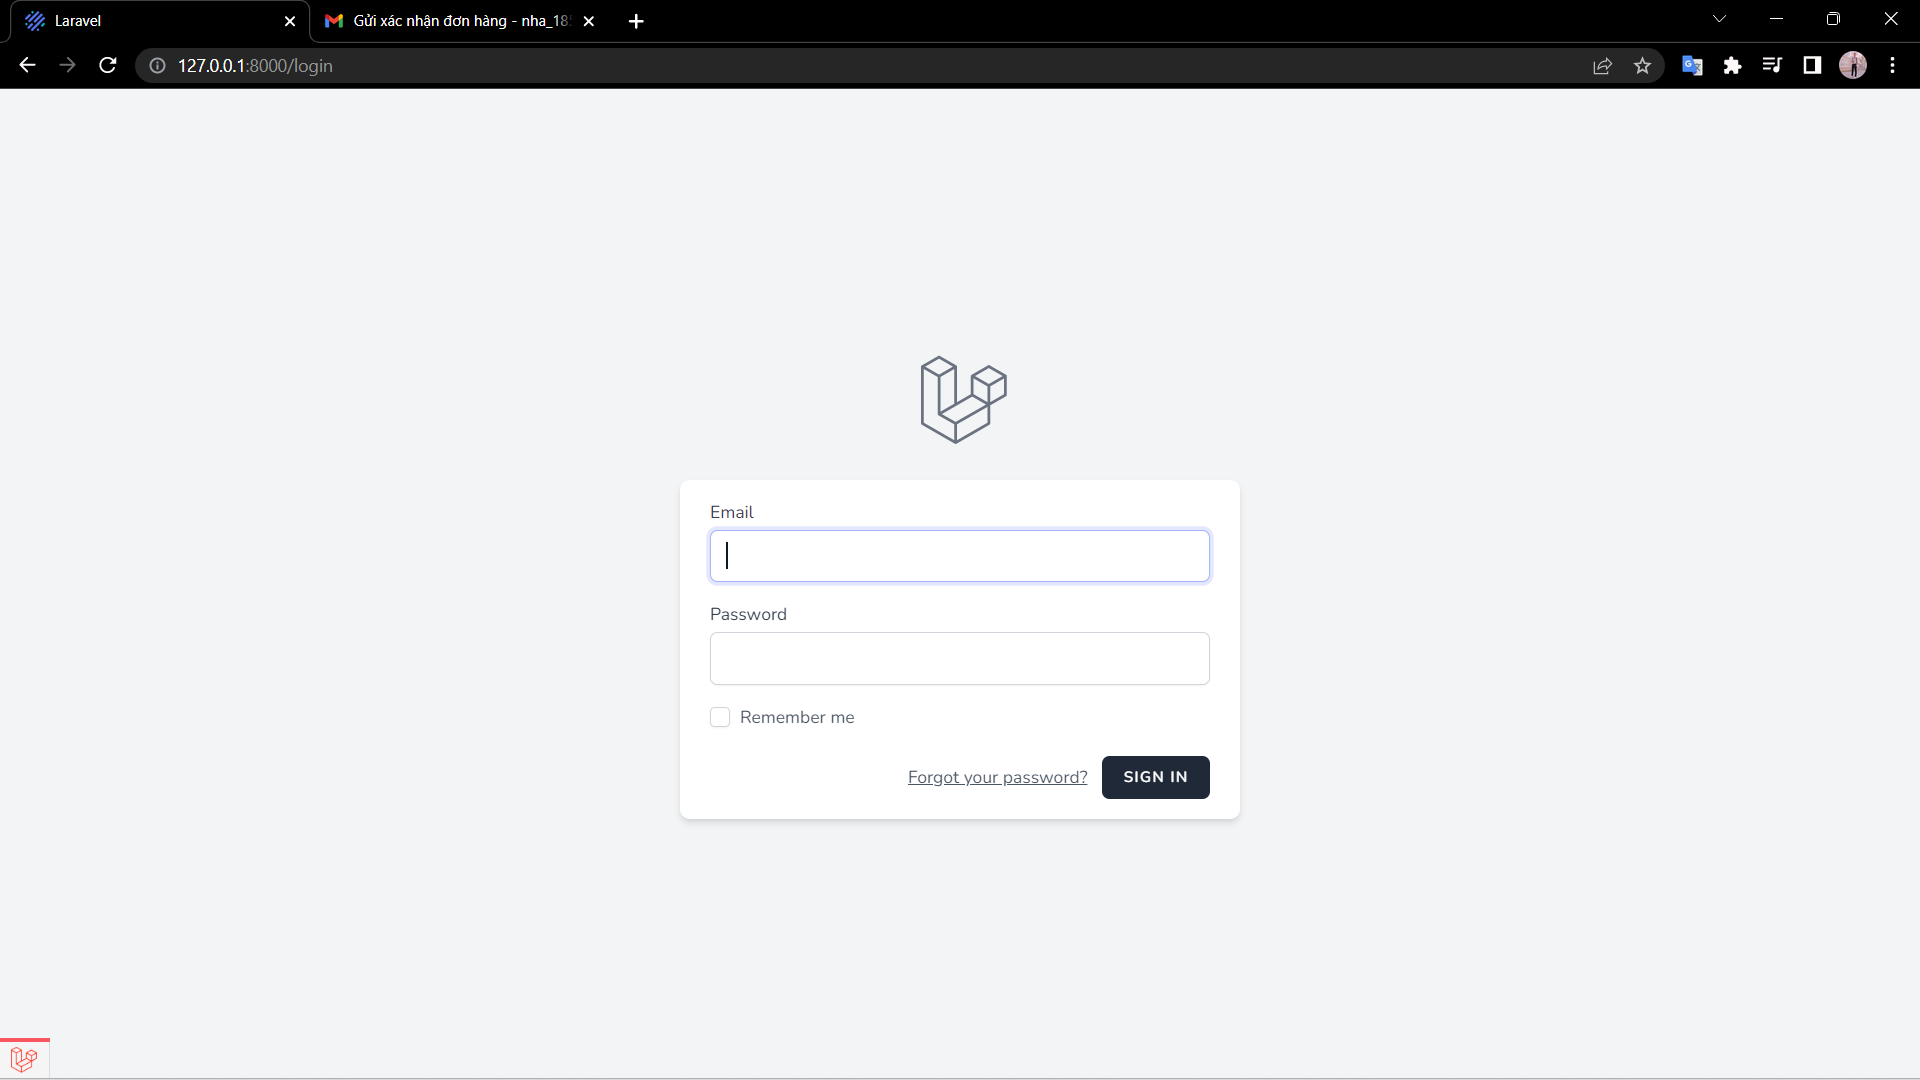 Laravel
Gửi xác nhận đơn hàng - nha_185
127.0.0.1:8000/login
Email
Password
Remember me
Forgot your password?
SIGN IN